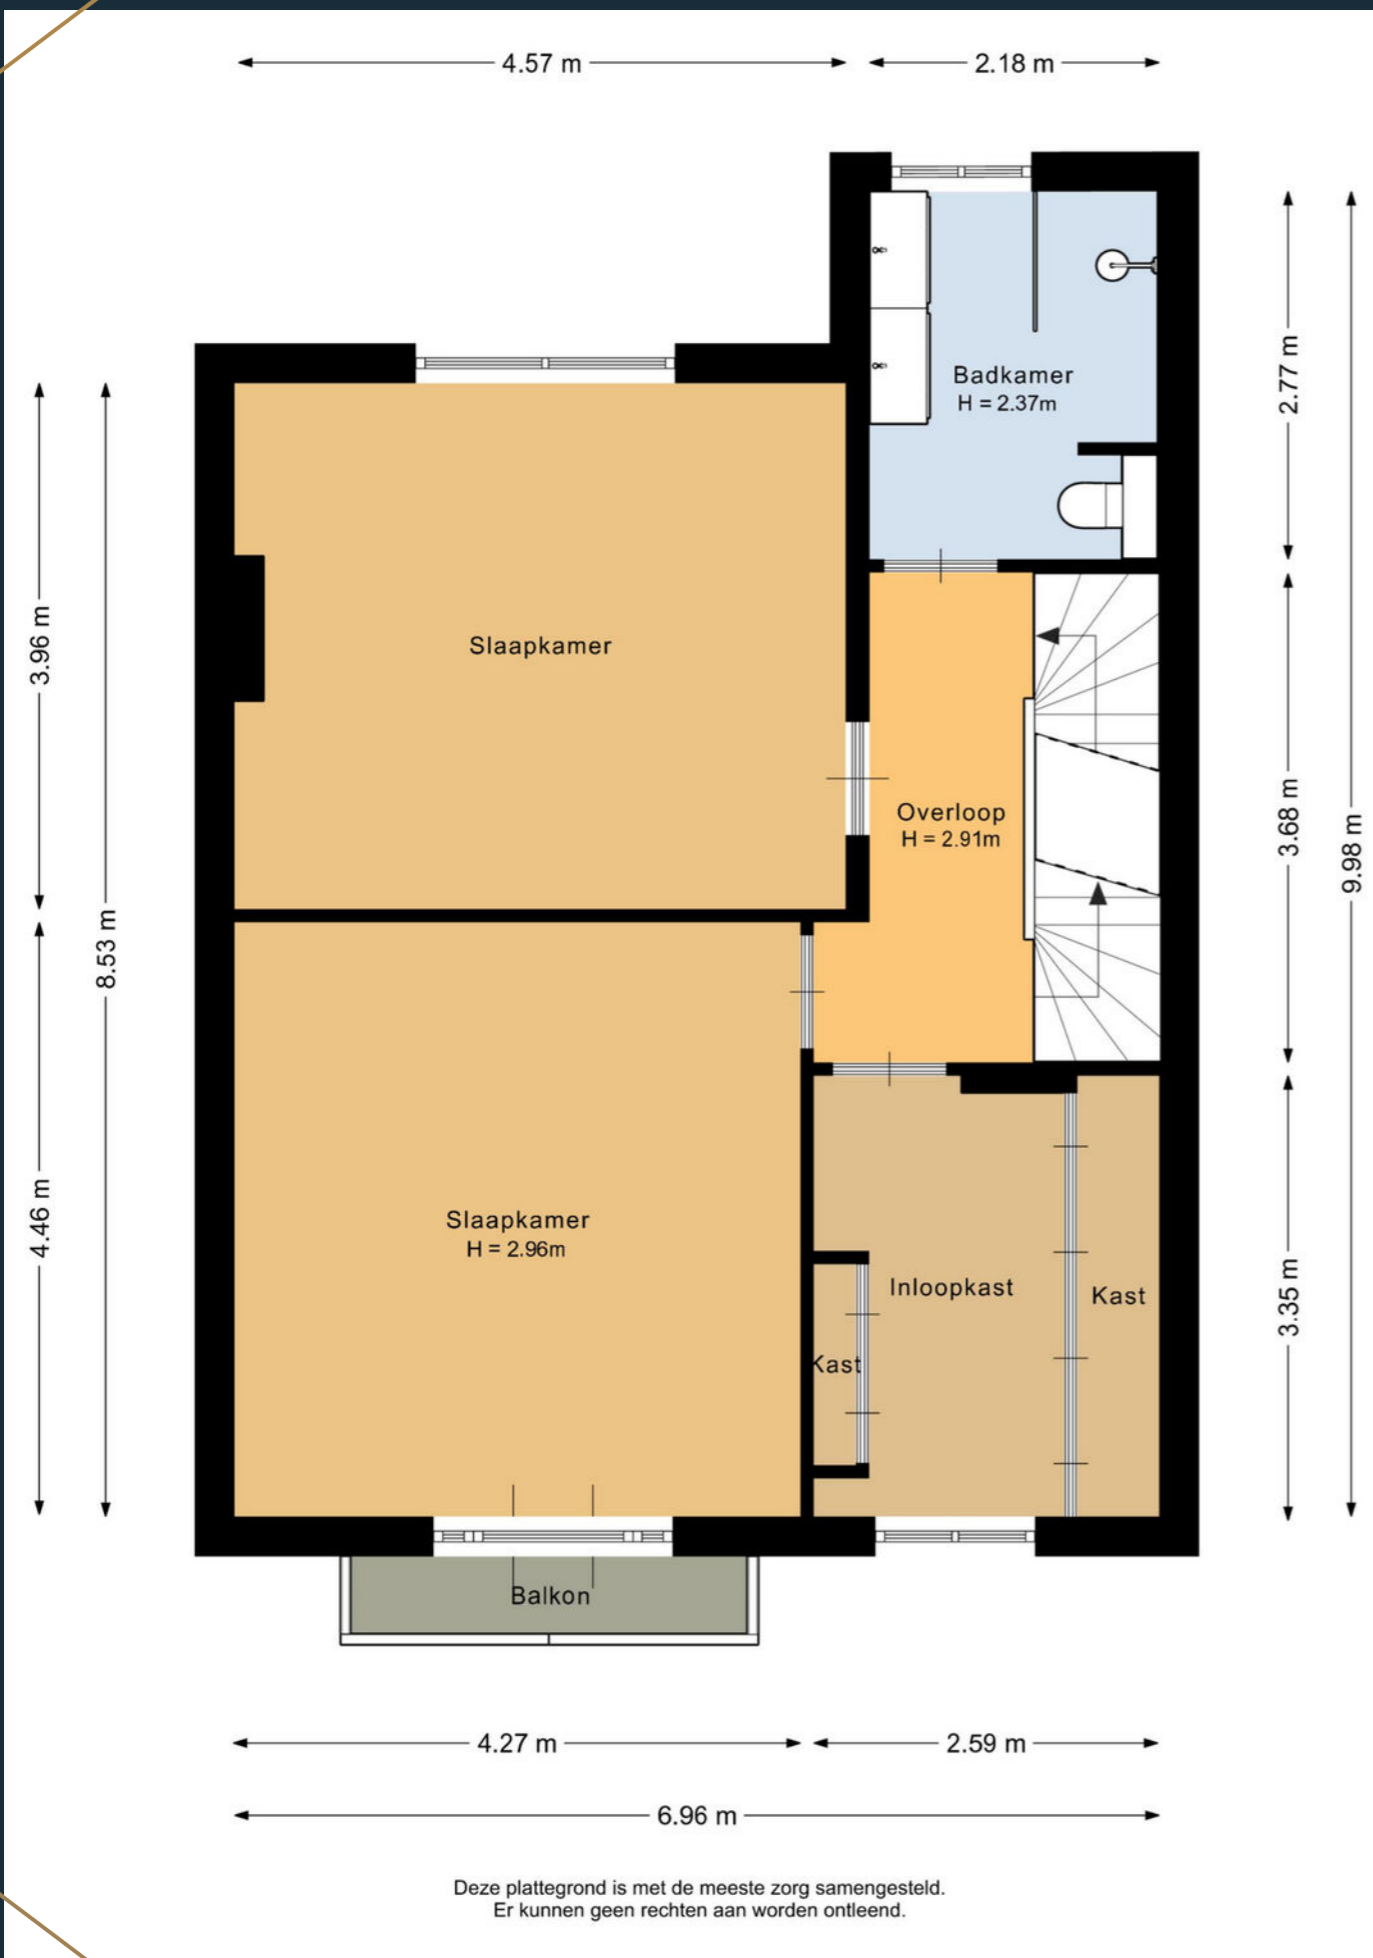 4.57 m
2.18 m
Badkamer
H = 2.37m
2.77 m
Slaapkamer
3.96 m
8.53 m
Overloop
H = 2.91m
3.68 m
9.98 m
Slaapkamer
H = 2.96m
4.46 m
Inloopkast
Kast
Kast
3.35 m
Balkon
4.27 m
2.59 m
6.96 m
Deze plattegrond is met de meeste zorg samengesteld.
Er kunnen geen rechten aan worden ontleend.